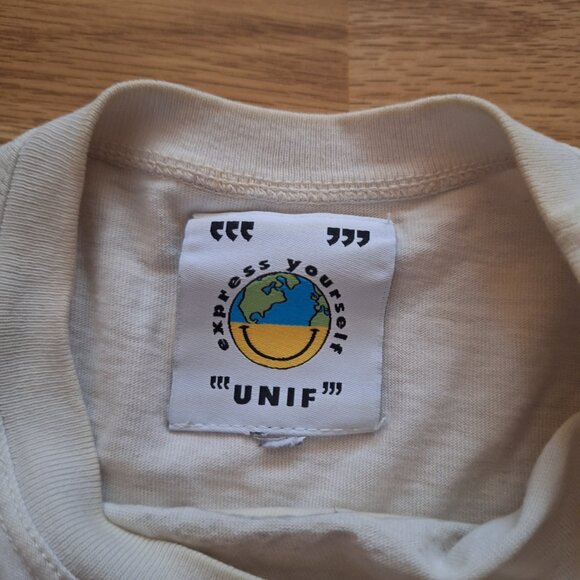 “‘ ’”
express yourself
“‘UNIF’”